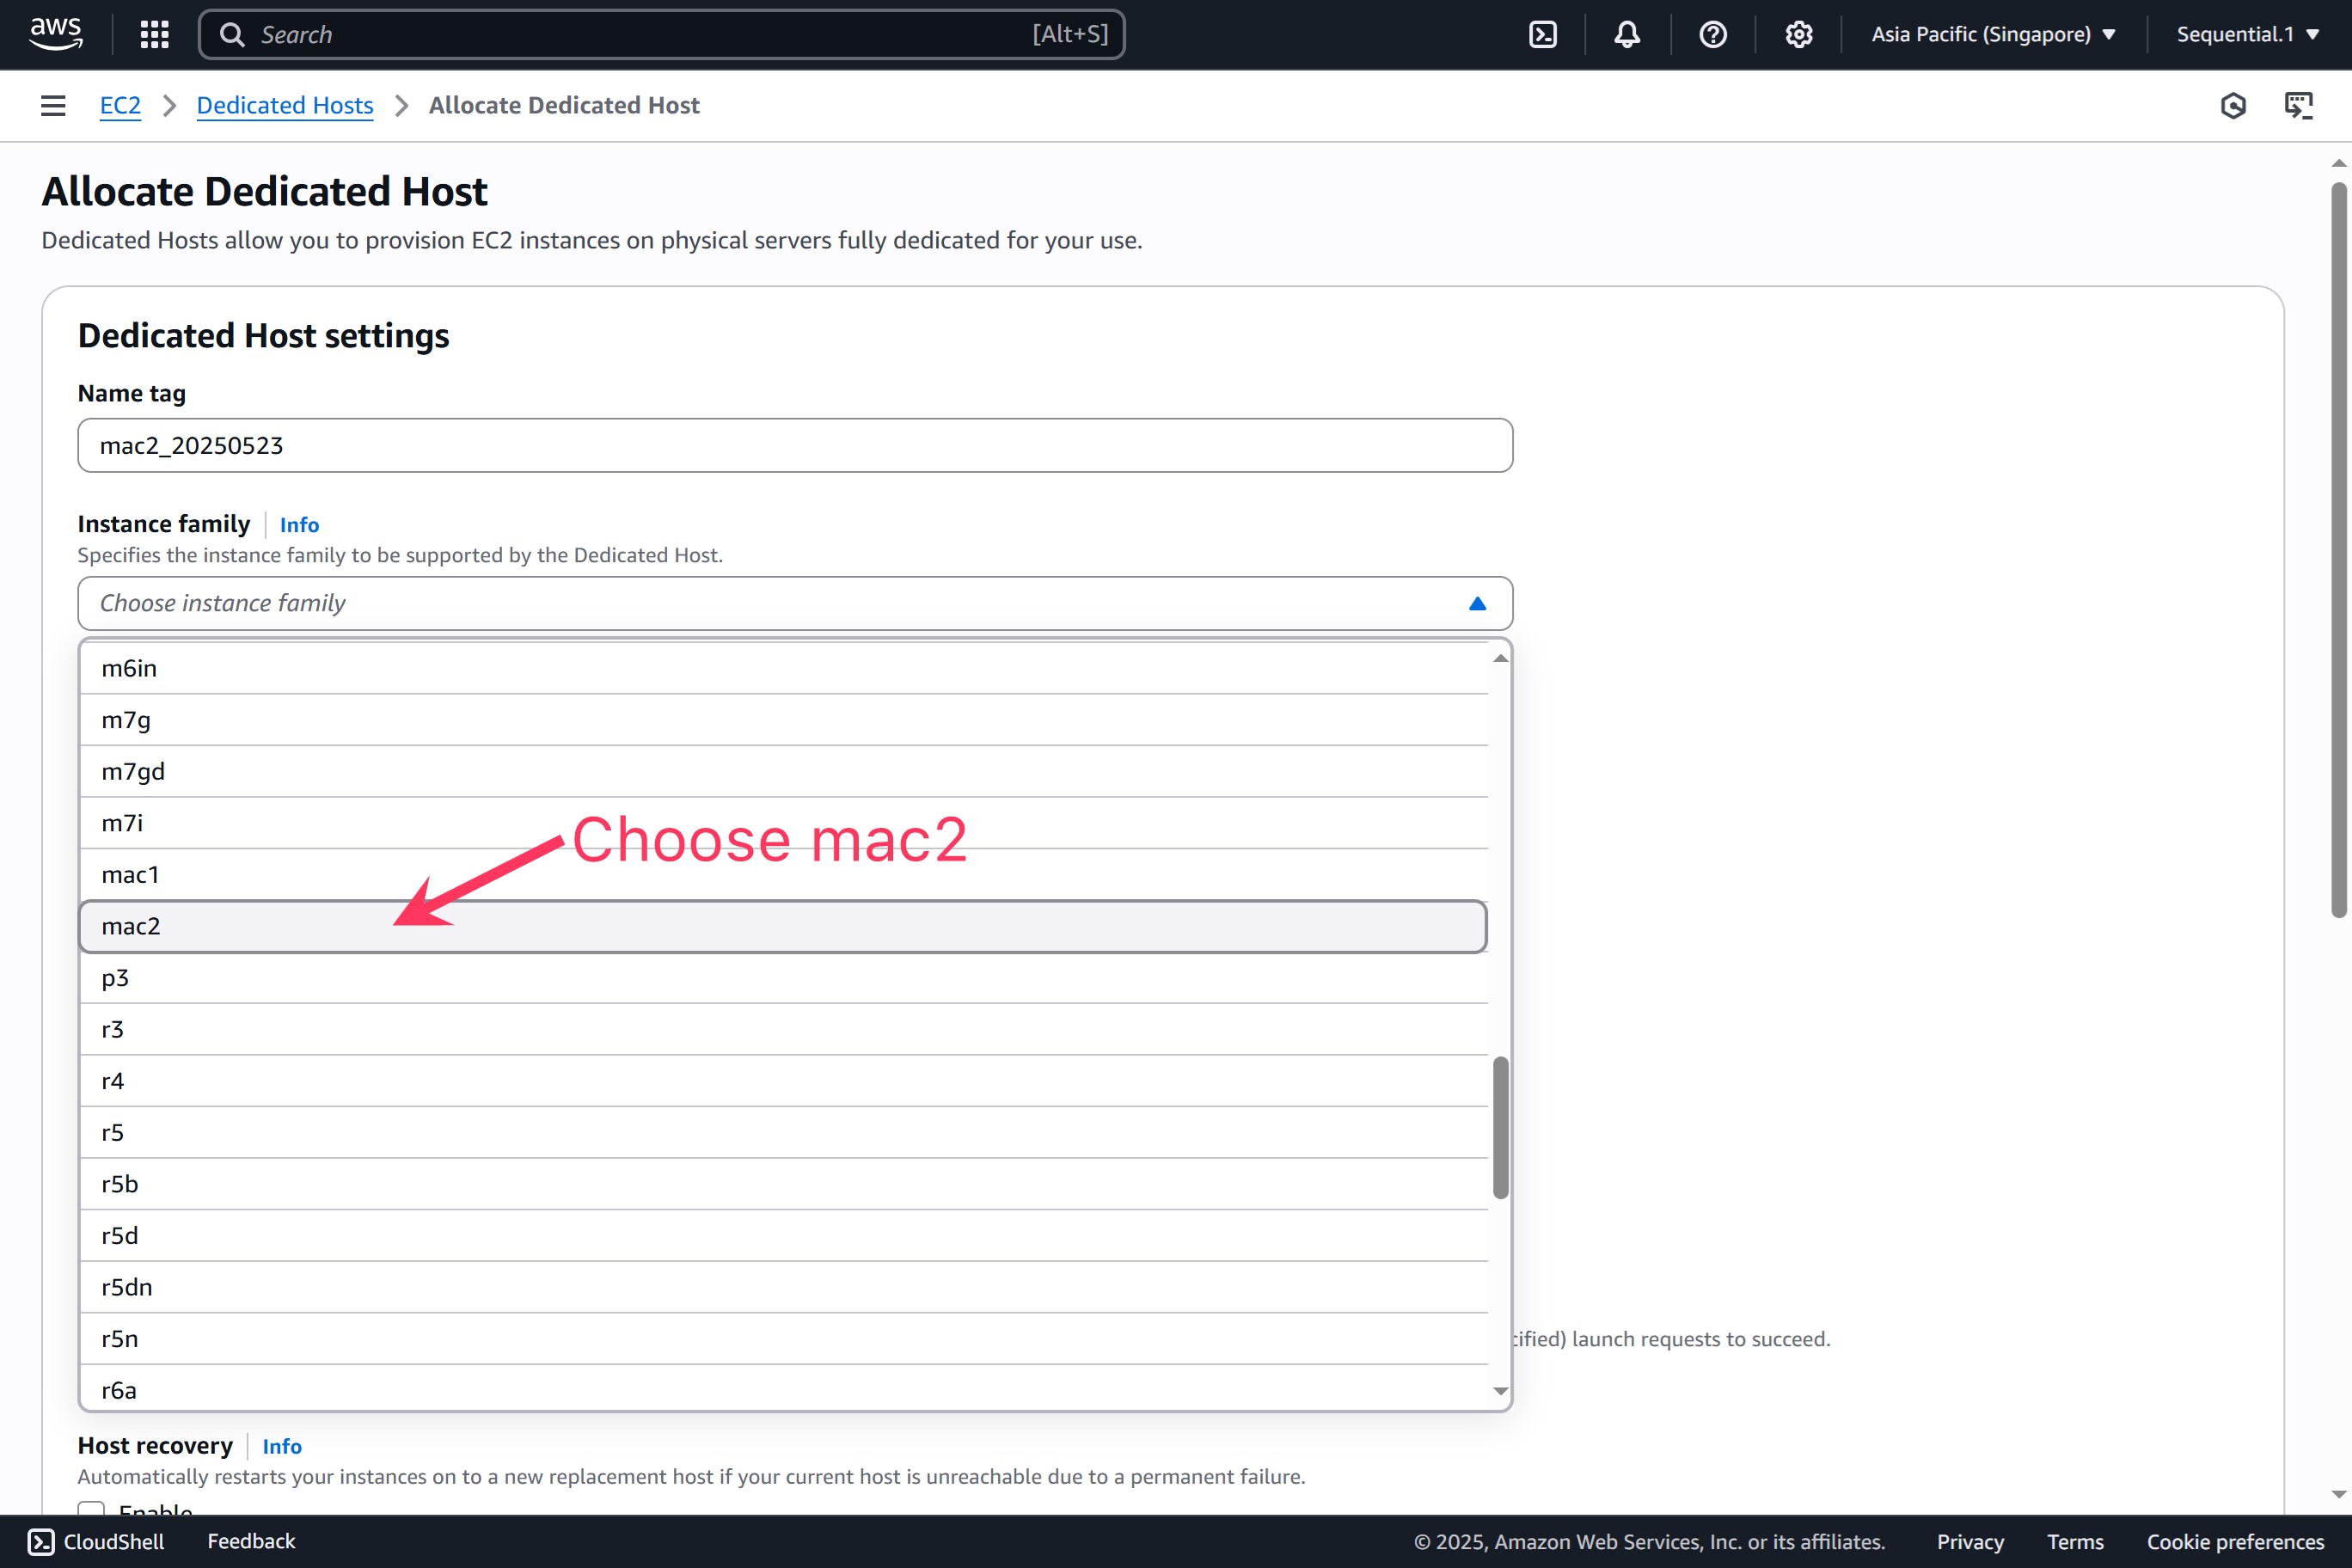 aws
Search [Alt+S]
Asia Pacific (Singapore)
Sequential.1
EC2 Dedicated Hosts Allocate Dedicated Host
Allocate Dedicated Host
Dedicated Hosts allow you to provision EC2 instances on physical servers fully dedicated for your use.
Dedicated Host settings
Name tag
mac2_20250523
Instance family Info
Specifies the instance family to be supported by the Dedicated Host.
Choose instance family
m6in
m7g
m7gd
m7i
Choose mac2
mac1
mac2
p3
r3
r4
r5
r5b
r5d
r5dn
r5n
cified) launch requests to succeed.
r6a
Host recovery Info
Automatically restarts your instances on to a new replacement host if your current host is unreachable due to a permanent failure.
Enable
CloudShell Feedback © 2025, Amazon Web Services, Inc. or its affiliates. Privacy Terms Cookie preferences